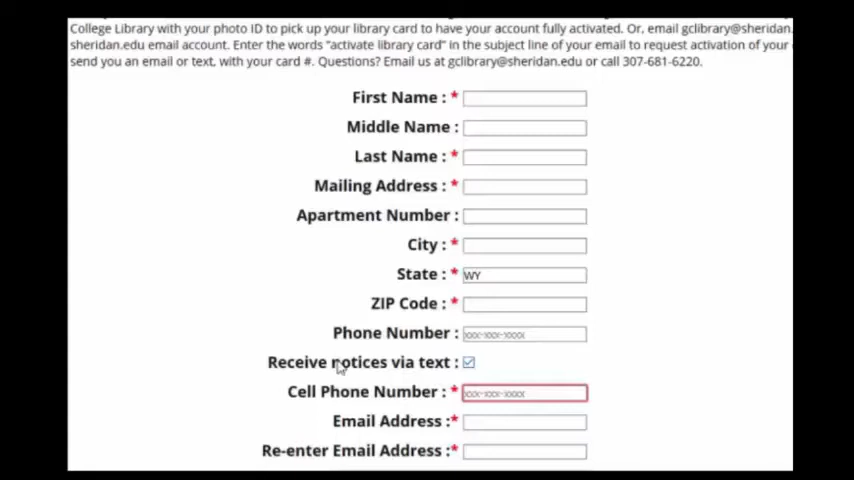 College Library with your photo ID to pick up your library card to have your account fully activated. Or, email gclibrary@sheridan.
sheridan.edu email account. Enter the words “activate library card” in the subject line of your email to request activation of your
send you an email or text, with your card #. Questions? Email us at gclibrary@sheridan.edu or call 307-681-6220.
First Name : *
Middle Name :
Last Name : *
Mailing Address : *
Apartment Number :
City : *
State : * WY
ZIP Code : *
Phone Number : xxx-xxx-xxxx
Receive notices via text :
Cell Phone Number : * xxx-xxx-xxxx
Email Address :*
Re-enter Email Address :*